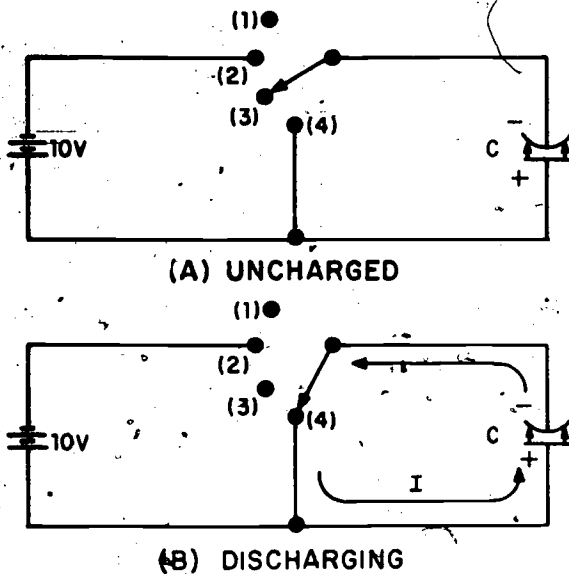 (1)
(2)
(3)
(4)
10V
-
C
+
(A) UNCHARGED
(1)
(2)
(3)
(4)
10V
-
C
+
I
(B) DISCHARGING